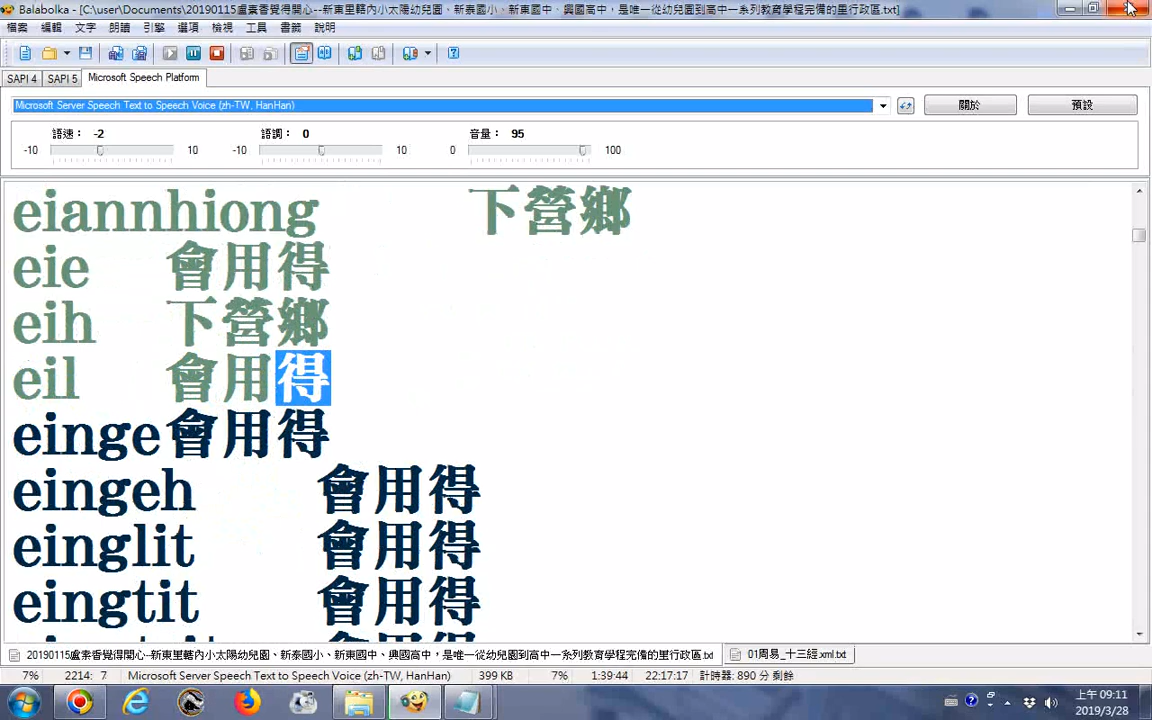 Balabolka - [C:\user\Documents\20190115盧素香覺得開心--新東里轄內小太陽幼兒園、新泰國小、新東國中、興國高中，是唯一從幼兒園到高中一系列教育學程完備的里行政區.txt]
檔案 編輯 文字 朗讀 引擎 選項 檢視 工具 書籤 說明
SAPI 4 SAPI 5 Microsoft Speech Platform
Microsoft Server Speech Text to Speech Voice (zh-TW, HanHan) 關於 預設
語速： -2 語調： 0 音量： 95
-10 10 -10 10 0 100
eiannhiong 下營鄉
eie 會用得
eih 下營鄉
eil 會用得
einge 會用得
eingeh 會用得
einglit 會用得
eingtit 會用得
20190115盧素香覺得開心--新東里轄內小太陽幼兒園、新泰國小、新東國中、興國高中，是唯一從幼兒園到高中一系列教育學程完備的里行政區.txt 01周易_十三經.xml.txt
7% 2214: 7 Microsoft Server Speech Text to Speech Voice (zh-TW, HanHan) 399 KB 7% 1:39:44 22:17:17 計時器: 890 分 剩餘
上午 09:11
2019/3/28